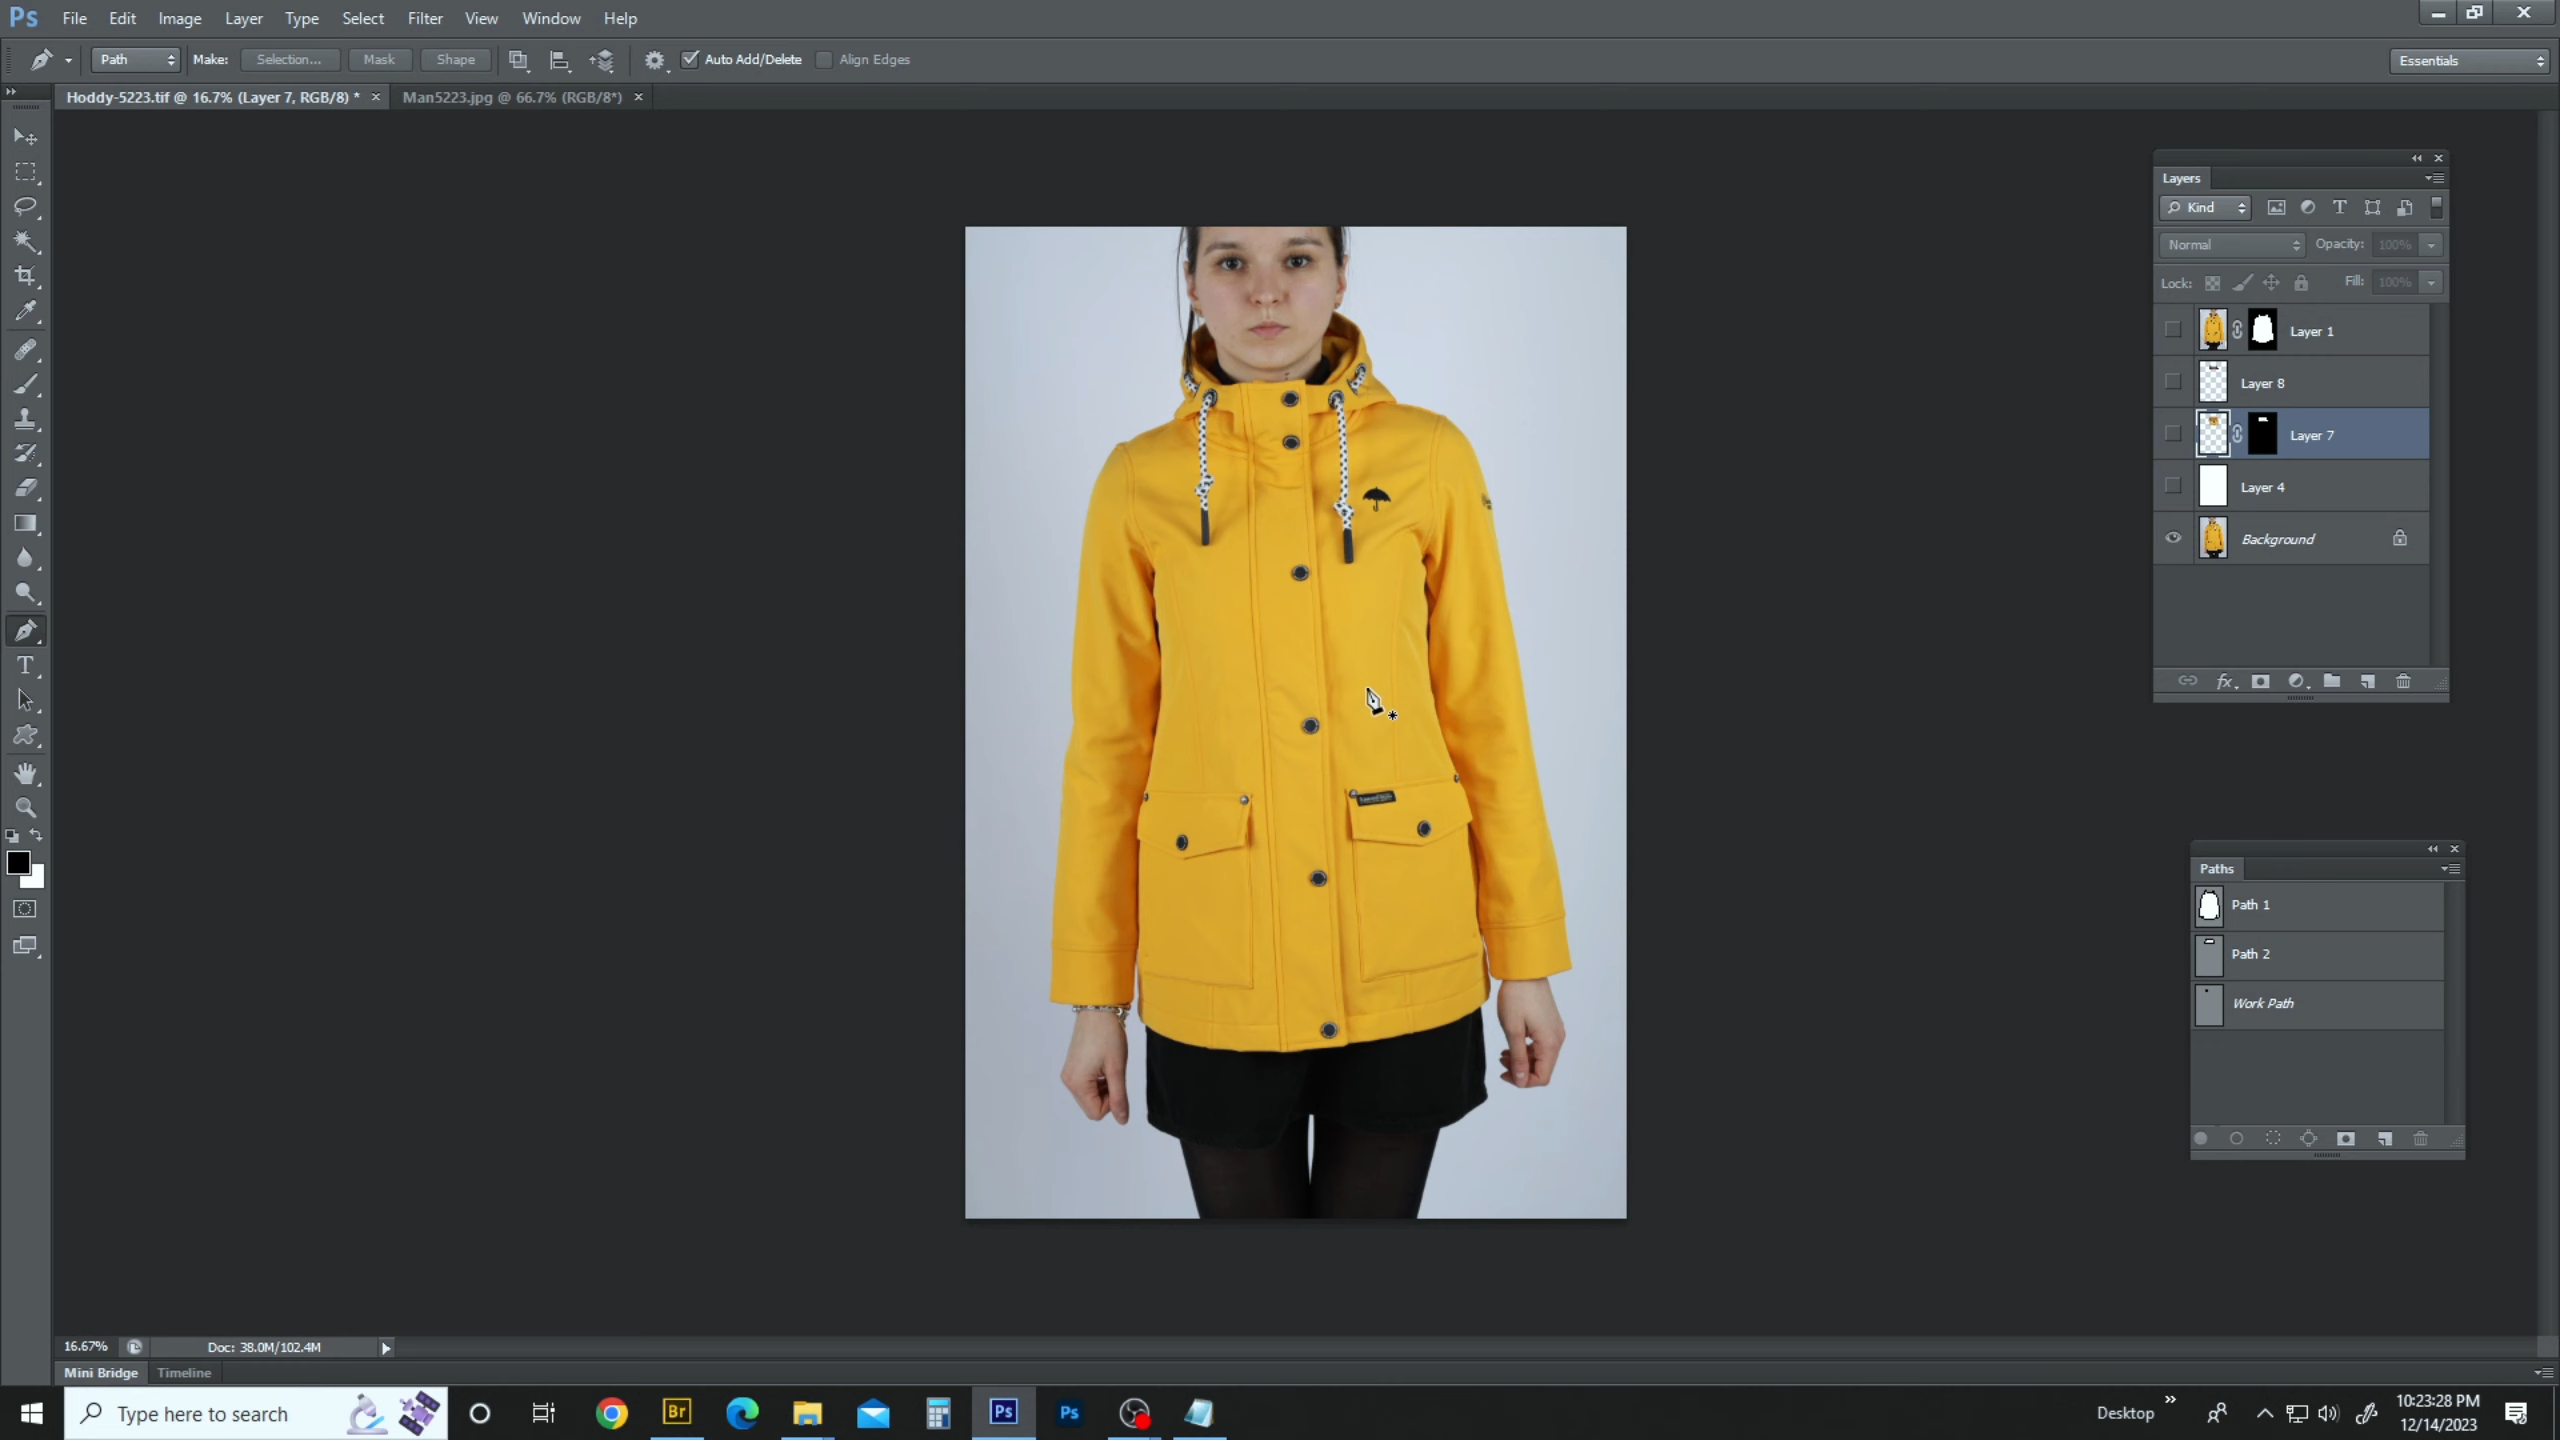 Ps File Edit Image Layer Type Select Filter View Window Help
Path Make: Selection... Mask Shape Auto Add/Delete Align Edges Essentials
Hoddy-5223.tif @ 16.7% (Layer 7, RGB/8) * Man5223.jpg @ 66.7% (RGB/8*)
Layers
Kind
Normal Opacity: 100%
Lock: Fill: 100%
Layer 1
Layer 8
Layer 7
Layer 4
Background
Paths
Path 1
Path 2
Work Path
16.67% Doc: 38.0M/102.4M
Mini Bridge Timeline
Type here to search Br Ps Ps Desktop 10:23:28 PM
12/14/2023